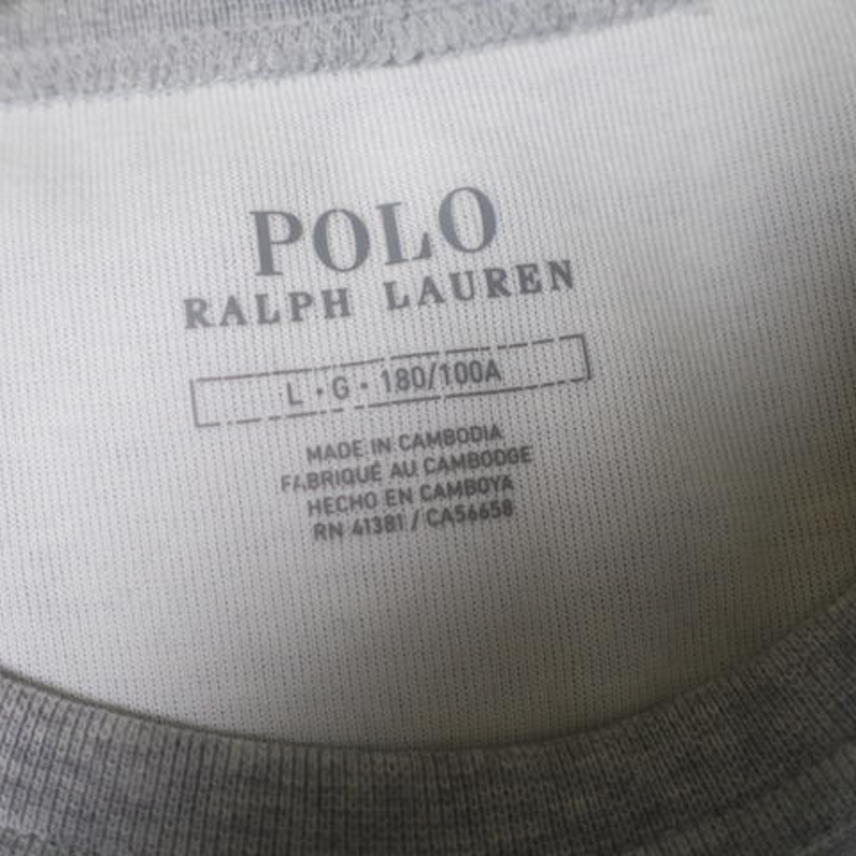 POLO
RALPH LAUREN
L · G · 180/100A
MADE IN CAMBODIA
FABRIQUÉ AU CAMBODGE
HECHO EN CAMBOYA
RN 41381 / CA56658